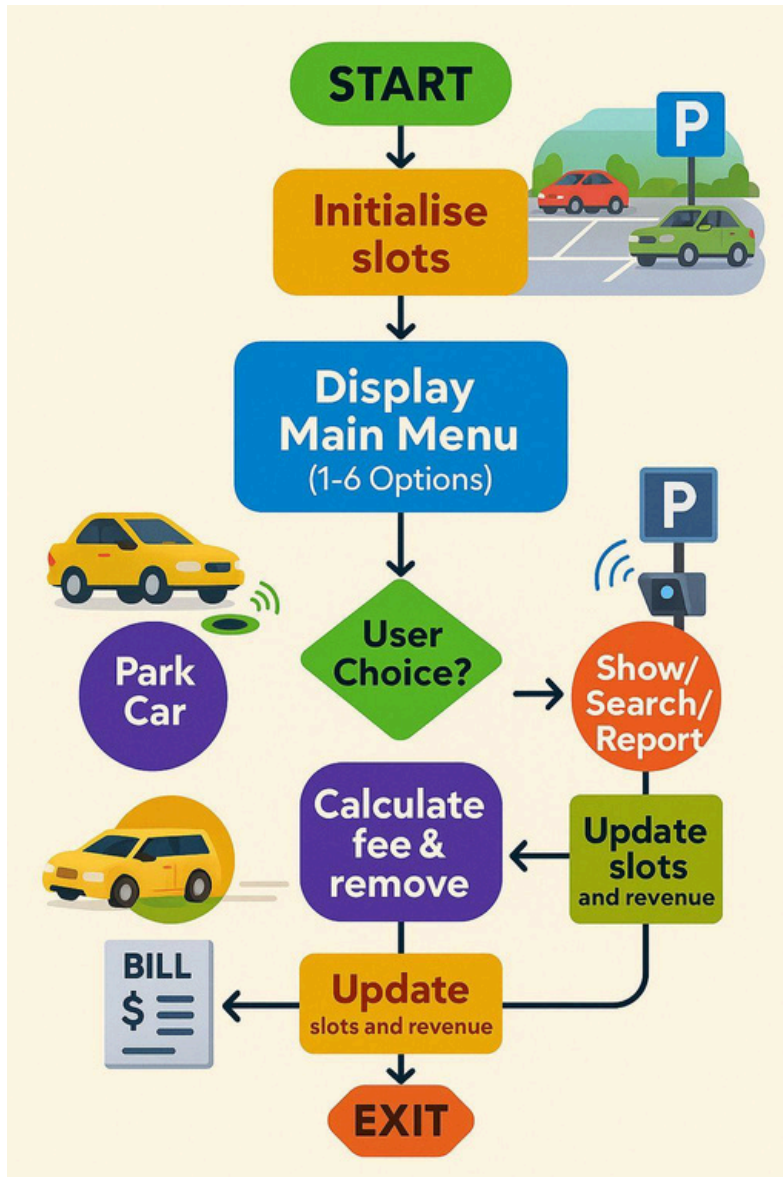 START
P
Initialise
slots
Display
Main Menu
(1-6 Options)
P
User
Choice?
Park
Car
Show/
Search/
Report
Calculate
fee &
remove
Update
slots
and revenue
BILL
$
Update
slots and revenue
EXIT